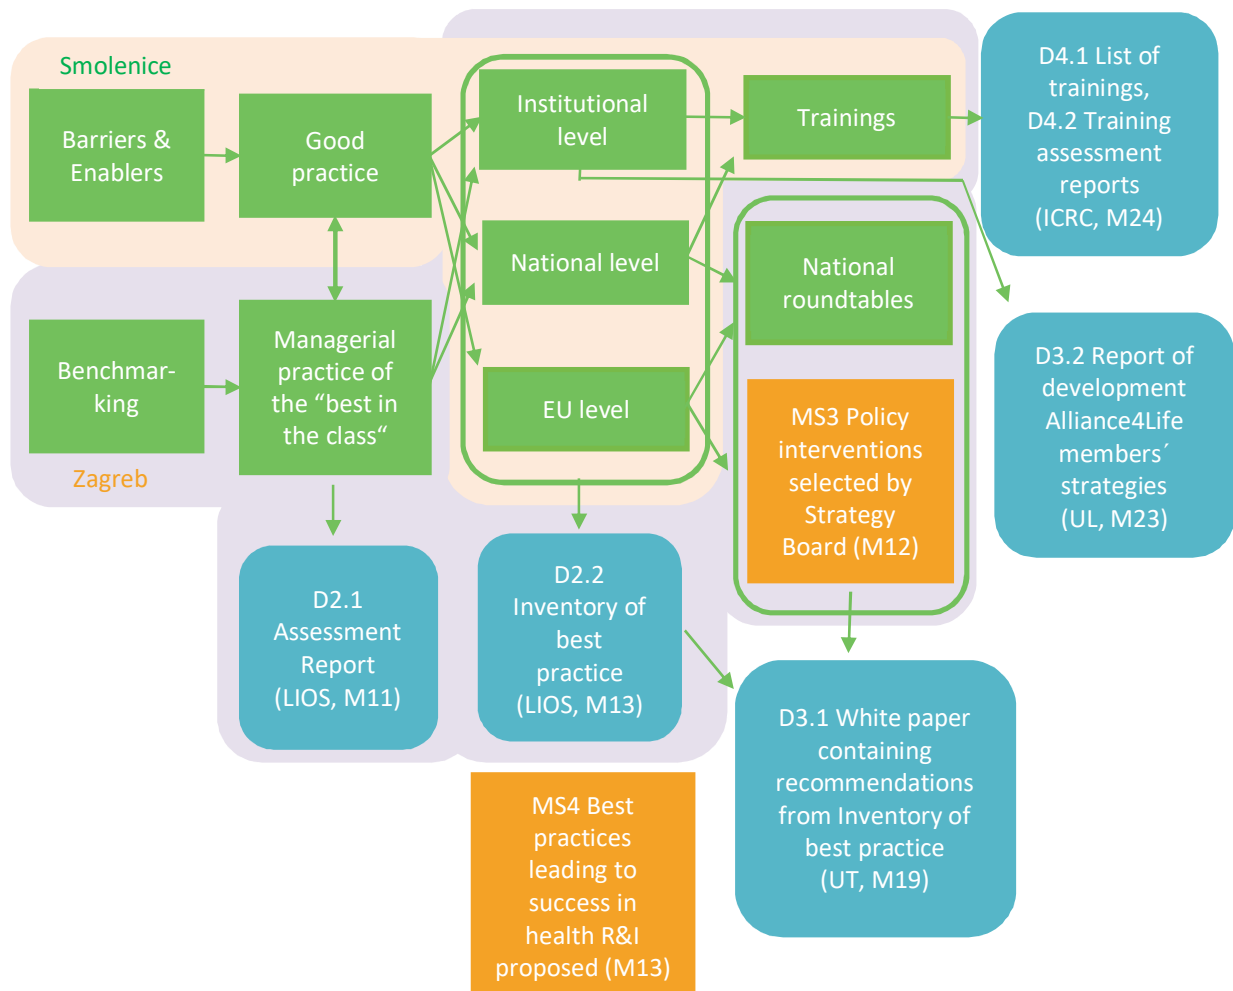 Smolenice
Barriers &
Enablers
Good
practice
Institutional
level
Trainings
D4.1 List of
trainings,
D4.2 Training
assessment
reports
(ICRC, M24)
National level
National
roundtables
Benchmar-
king
Zagreb
Managerial
practice of
the “best in
the class“
EU level
MS3 Policy
interventions
selected by
Strategy
Board (M12)
D3.2 Report of
development
Alliance4Life
members´
strategies
(UL, M23)
D2.1
Assessment
Report
(LIOS, M11)
D2.2
Inventory of
best
practice
(LIOS, M13)
D3.1 White paper
containing
recommendations
from Inventory of
best practice
(UT, M19)
MS4 Best
practices
leading to
success in
health R&I
proposed (M13)